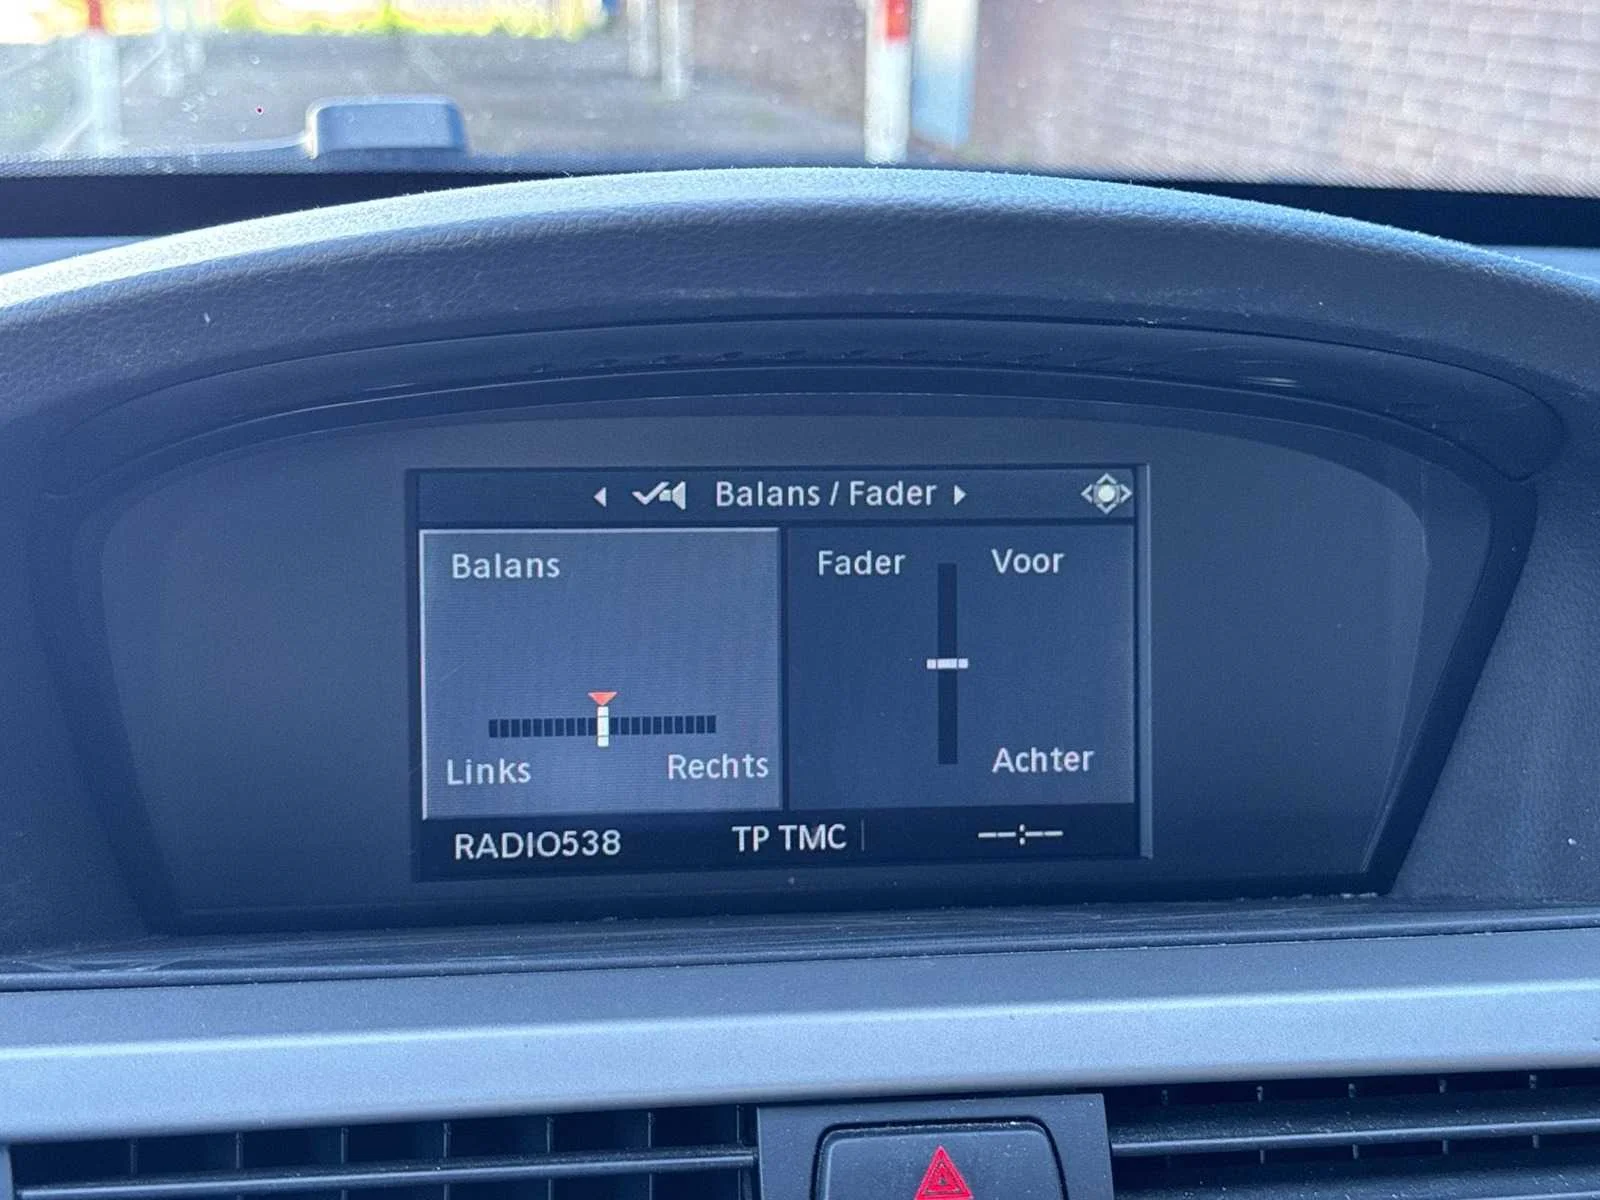 Balans / Fader
Balans
Links Rechts
Fader Voor
Achter
RADIO538 TP TMC --:--